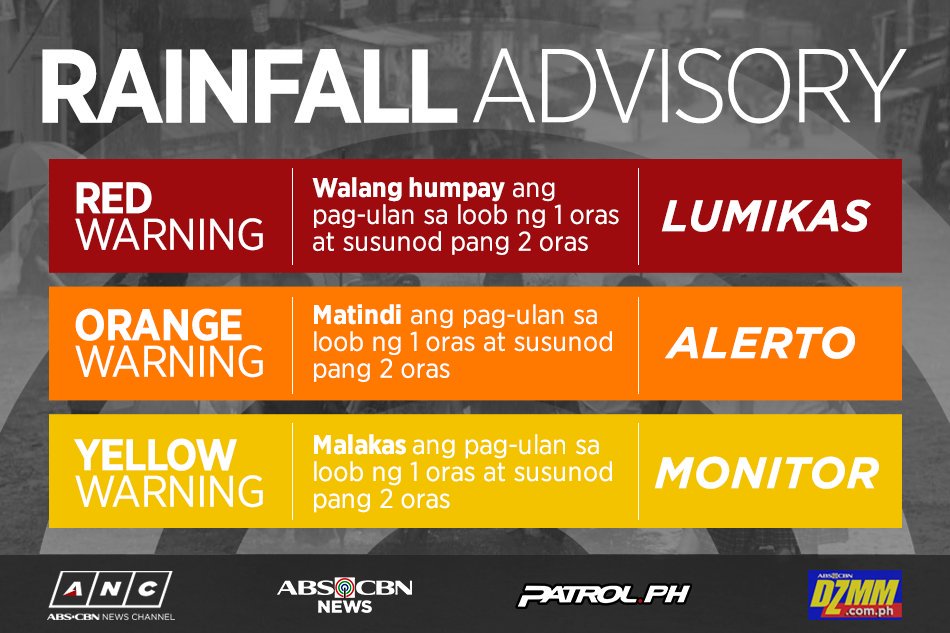 RAINFALL ADVISORY
RED
WARNING
Walang humpay ang
pag-ulan sa loob ng 1 oras
at susunod pang 2 oras
LUMIKAS
ORANGE
WARNING
Matindi ang pag-ulan sa
loob ng 1 oras at susunod
pang 2 oras
ALERTO
YELLOW
WARNING
Malakas ang pag-ulan sa
loob ng 1 oras at susunod
pang 2 oras
MONITOR
ANC
ABS-CBN NEWS CHANNEL
ABS-CBN
NEWS
PATROL.PH
ABS-CBN
DZMM
.com.ph